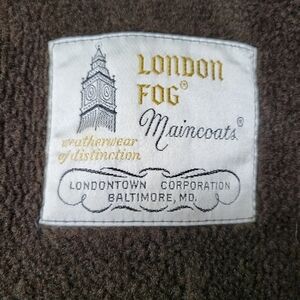 LONDON
FOG®
Maincoats®
weatherwear
of distinction
LONDONTOWN CORPORATION
BALTIMORE, MD.